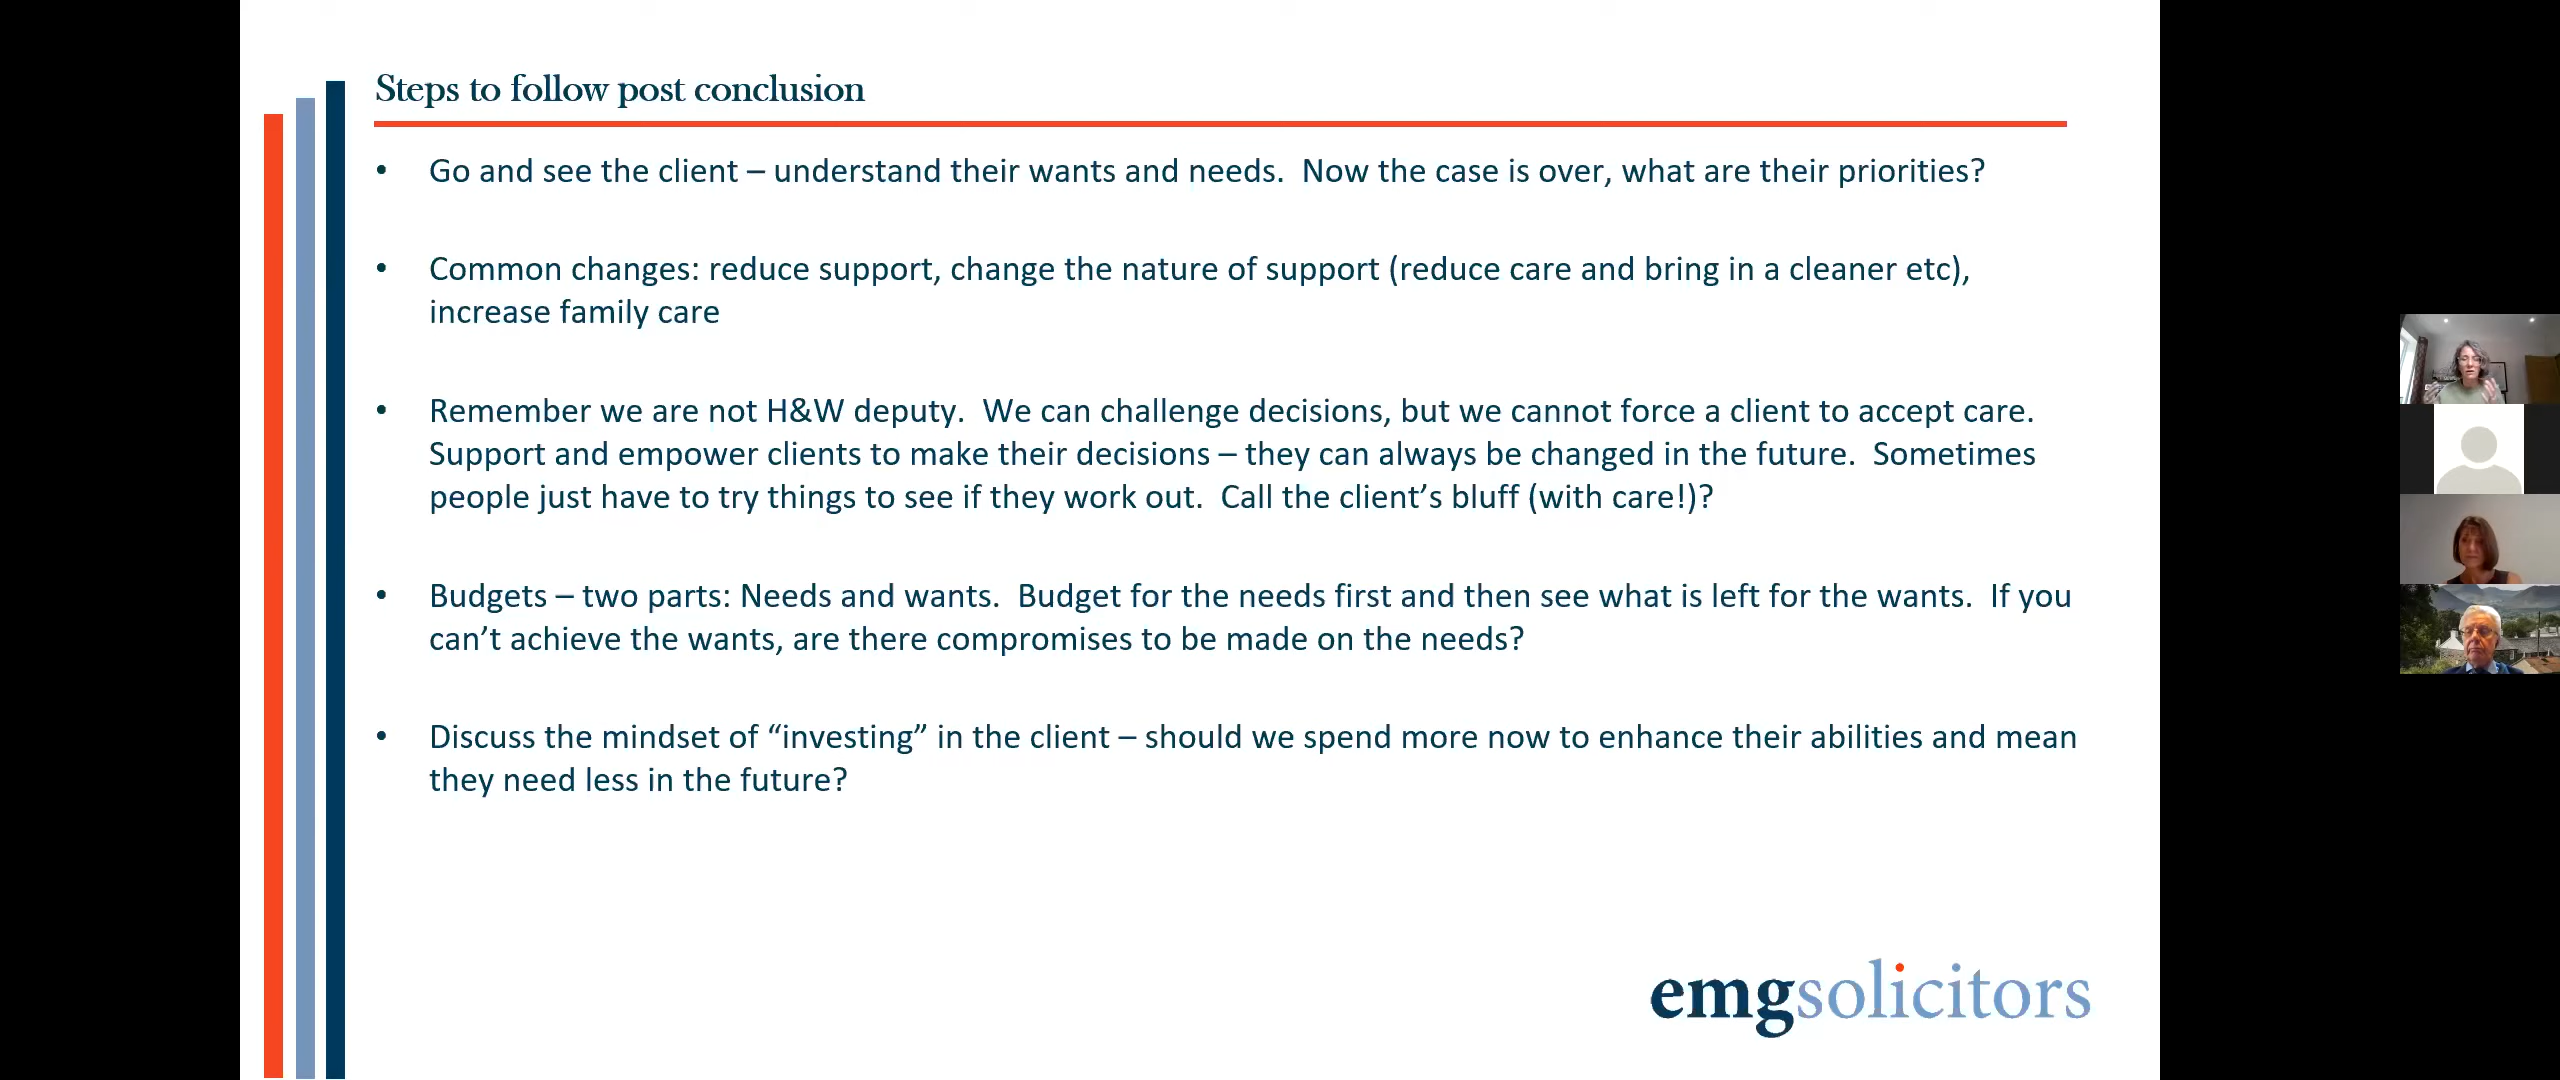 Steps to follow post conclusion
• Go and see the client – understand their wants and needs.  Now the case is over, what are their priorities?
• Common changes: reduce support, change the nature of support (reduce care and bring in a cleaner etc),
increase family care
• Remember we are not H&W deputy.  We can challenge decisions, but we cannot force a client to accept care.
Support and empower clients to make their decisions – they can always be changed in the future.  Sometimes
people just have to try things to see if they work out.  Call the client’s bluff (with care!)?
• Budgets – two parts: Needs and wants.  Budget for the needs first and then see what is left for the wants.  If you
can’t achieve the wants, are there compromises to be made on the needs?
• Discuss the mindset of “investing” in the client – should we spend more now to enhance their abilities and mean
they need less in the future?
emgsolicitors